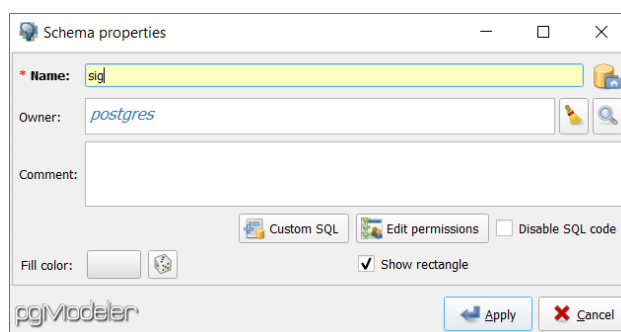 Schema properties
* Name: sig
Owner: postgres
Comment:
Custom SQL Edit permissions Disable SQL code
Fill color: Show rectangle
pgModeler Apply Cancel